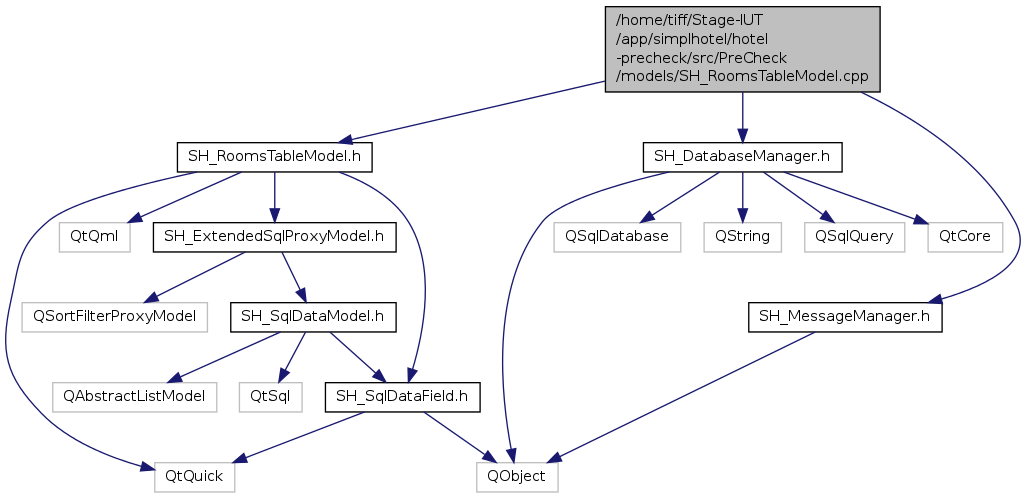 /home/tiff/Stage-IUT
/app/simplhotel/hotel
-precheck/src/PreCheck
/models/SH_RoomsTableModel.cpp
SH_RoomsTableModel.h
SH_DatabaseManager.h
QtQml
SH_ExtendedSqlProxyModel.h
QSqlDatabase
QString
QSqlQuery
QtCore
QSortFilterProxyModel
SH_SqlDataModel.h
SH_MessageManager.h
QAbstractListModel
QtSql
SH_SqlDataField.h
QtQuick
QObject